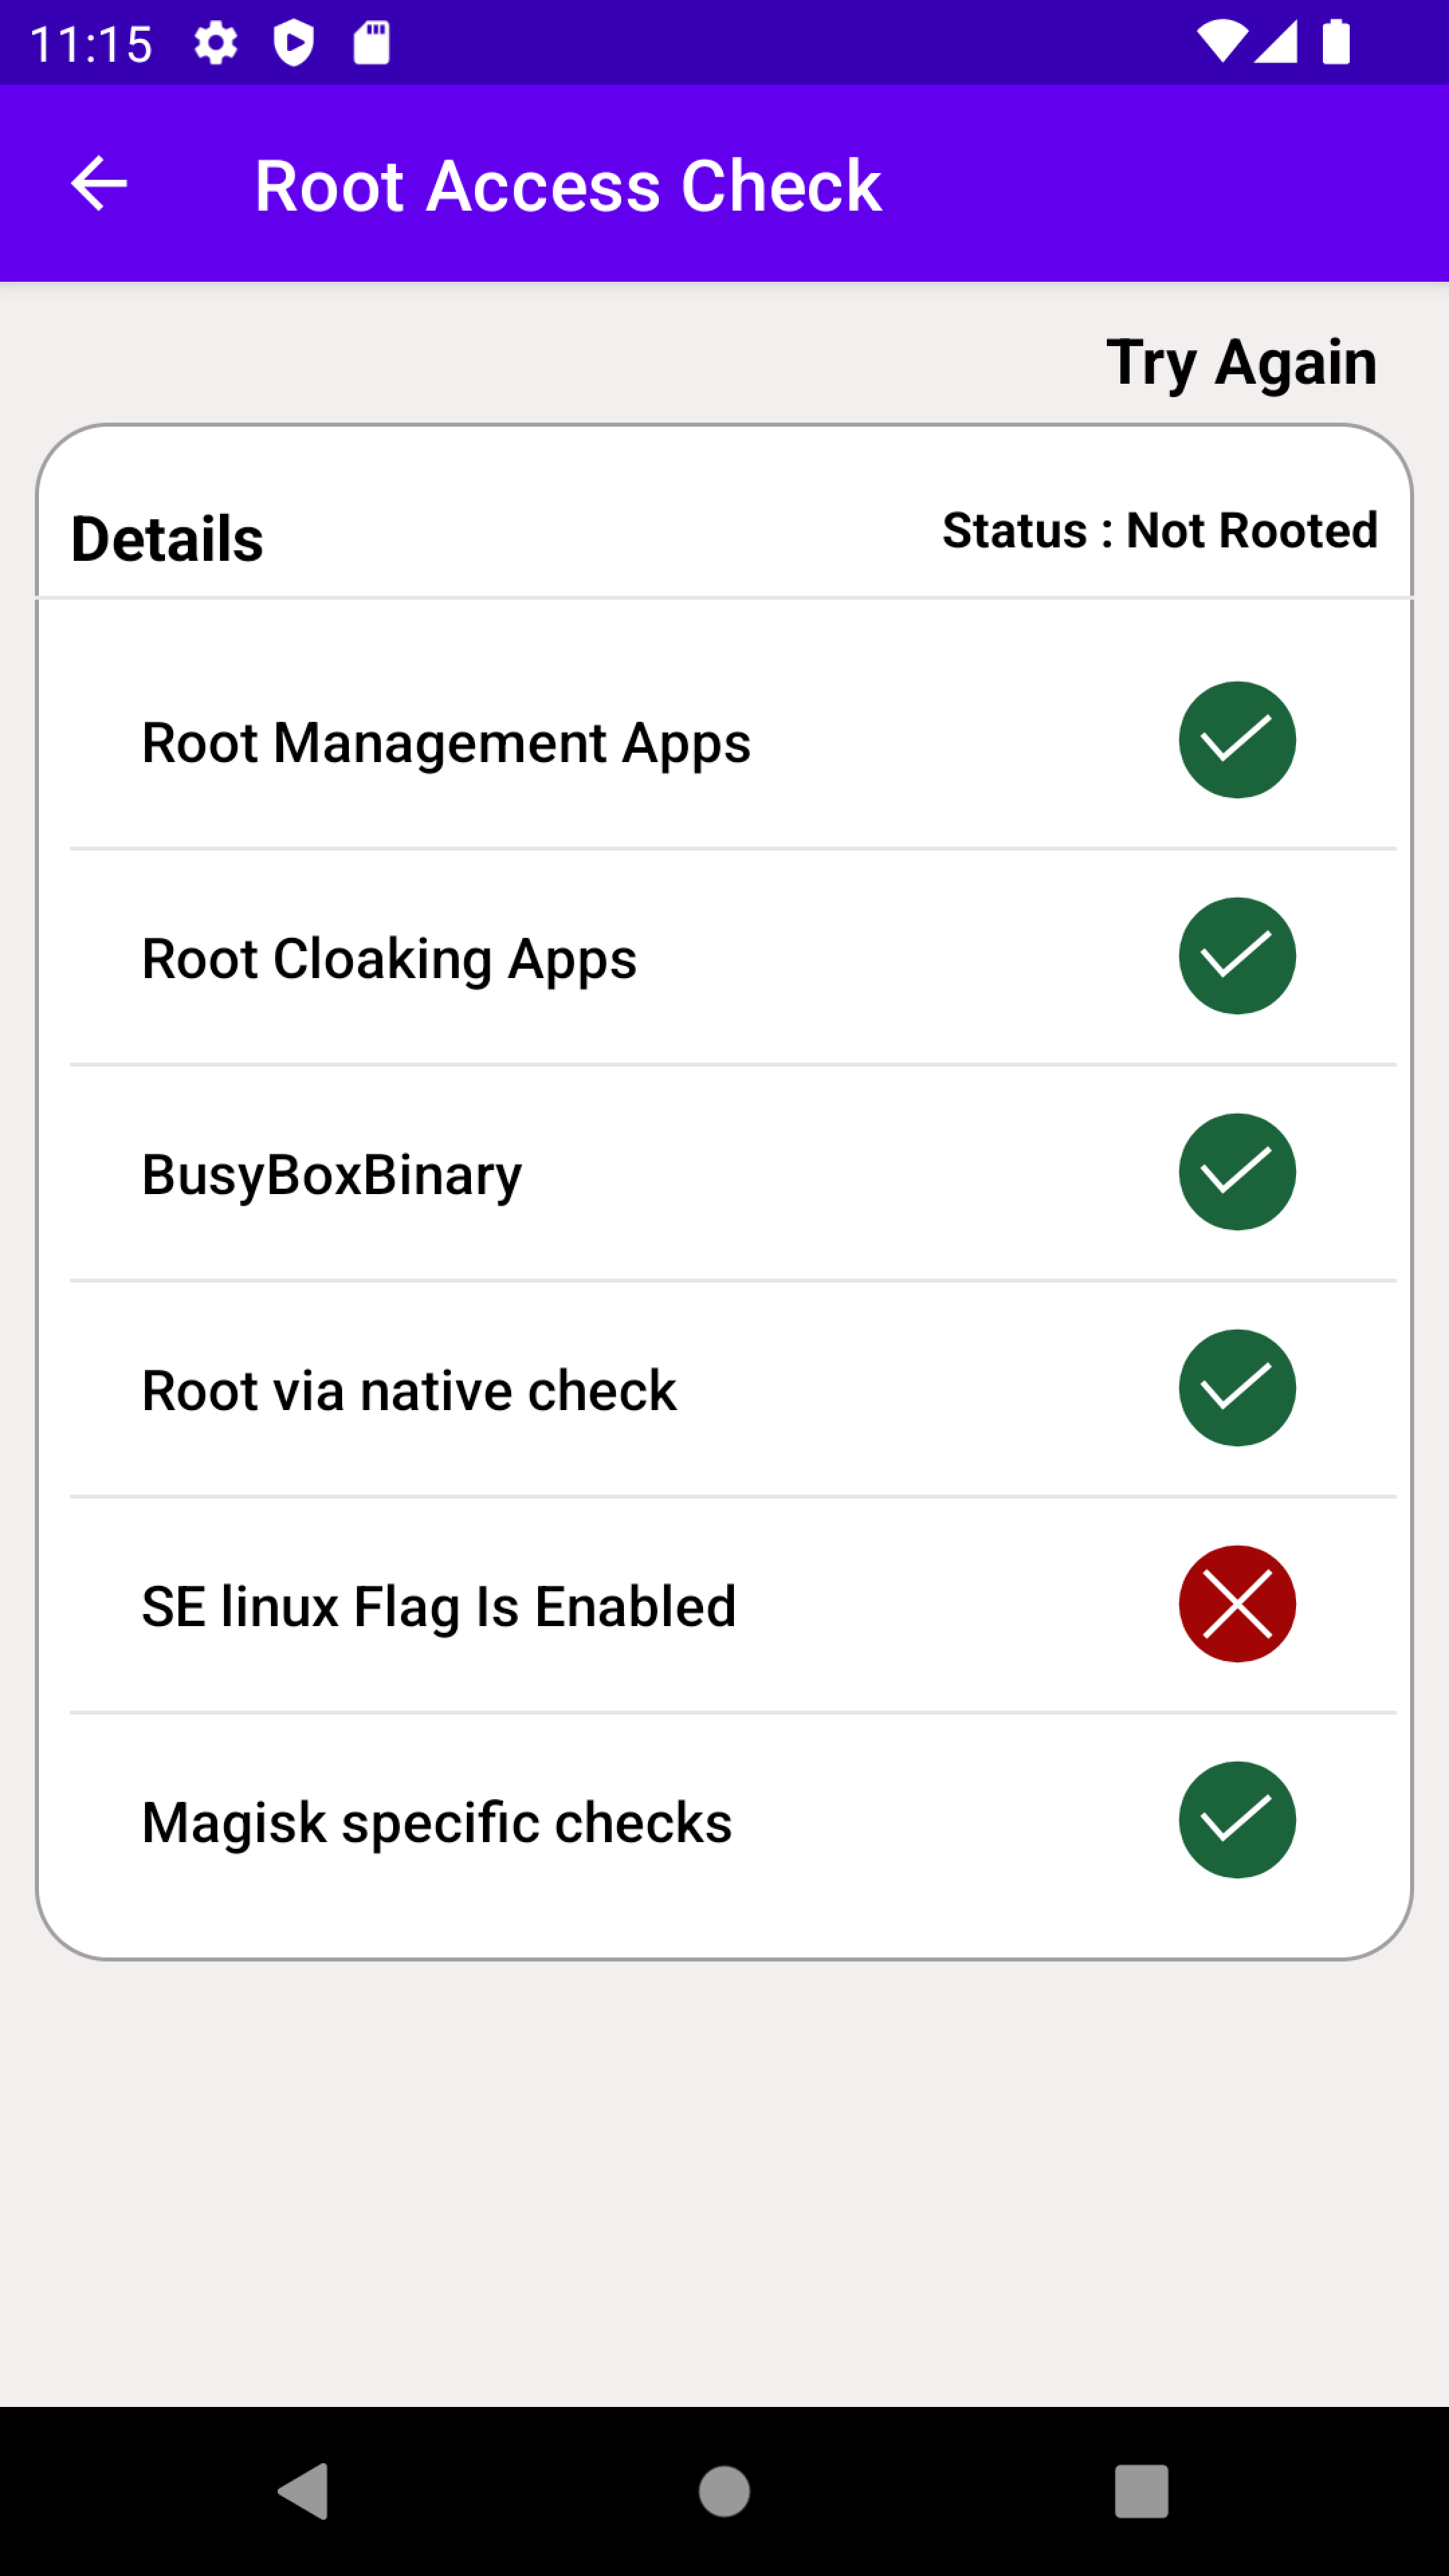 11:15
Root Access Check
Try Again
Details
Status : Not Rooted
Root Management Apps
Root Cloaking Apps
BusyBoxBinary
Root via native check
SE linux Flag Is Enabled
Magisk specific checks